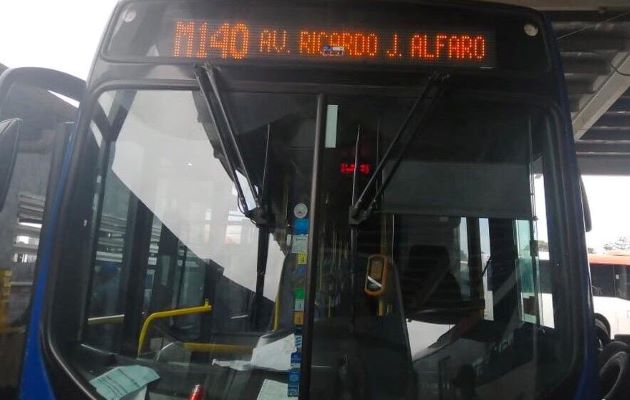 M140 AV. RICARDO J. ALFARO